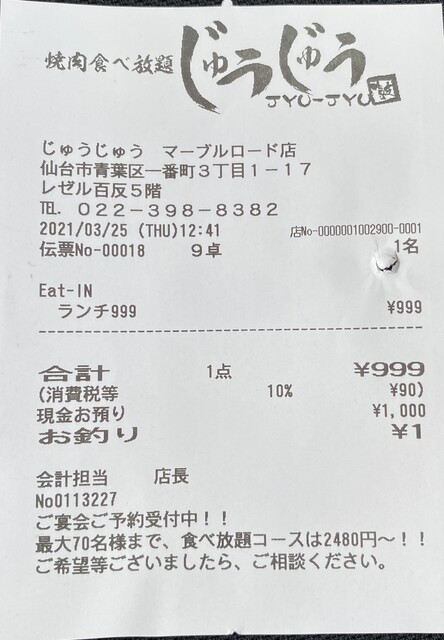 焼肉食べ放題 じゅうじゅう
JYU-JYU
じゅうじゅう マーブルロード店
仙台市青葉区一番町3丁目1-17
レゼル百反5階
TEL. 022-398-8382
2021/03/25 (THU)12:41 店No-0000001002900-0001
伝票No-00018 9卓 1名
Eat-IN
ランチ999 ¥999
合計 1点 ¥999
(消費税等 10% ¥90)
現金お預り ¥1,000
お釣り ¥1
会計担当 店長
No0113227
ご宴会ご予約受付中!!
最大70名様まで、食べ放題コースは2480円~!!
ご希望等ございましたら、ご相談ください。